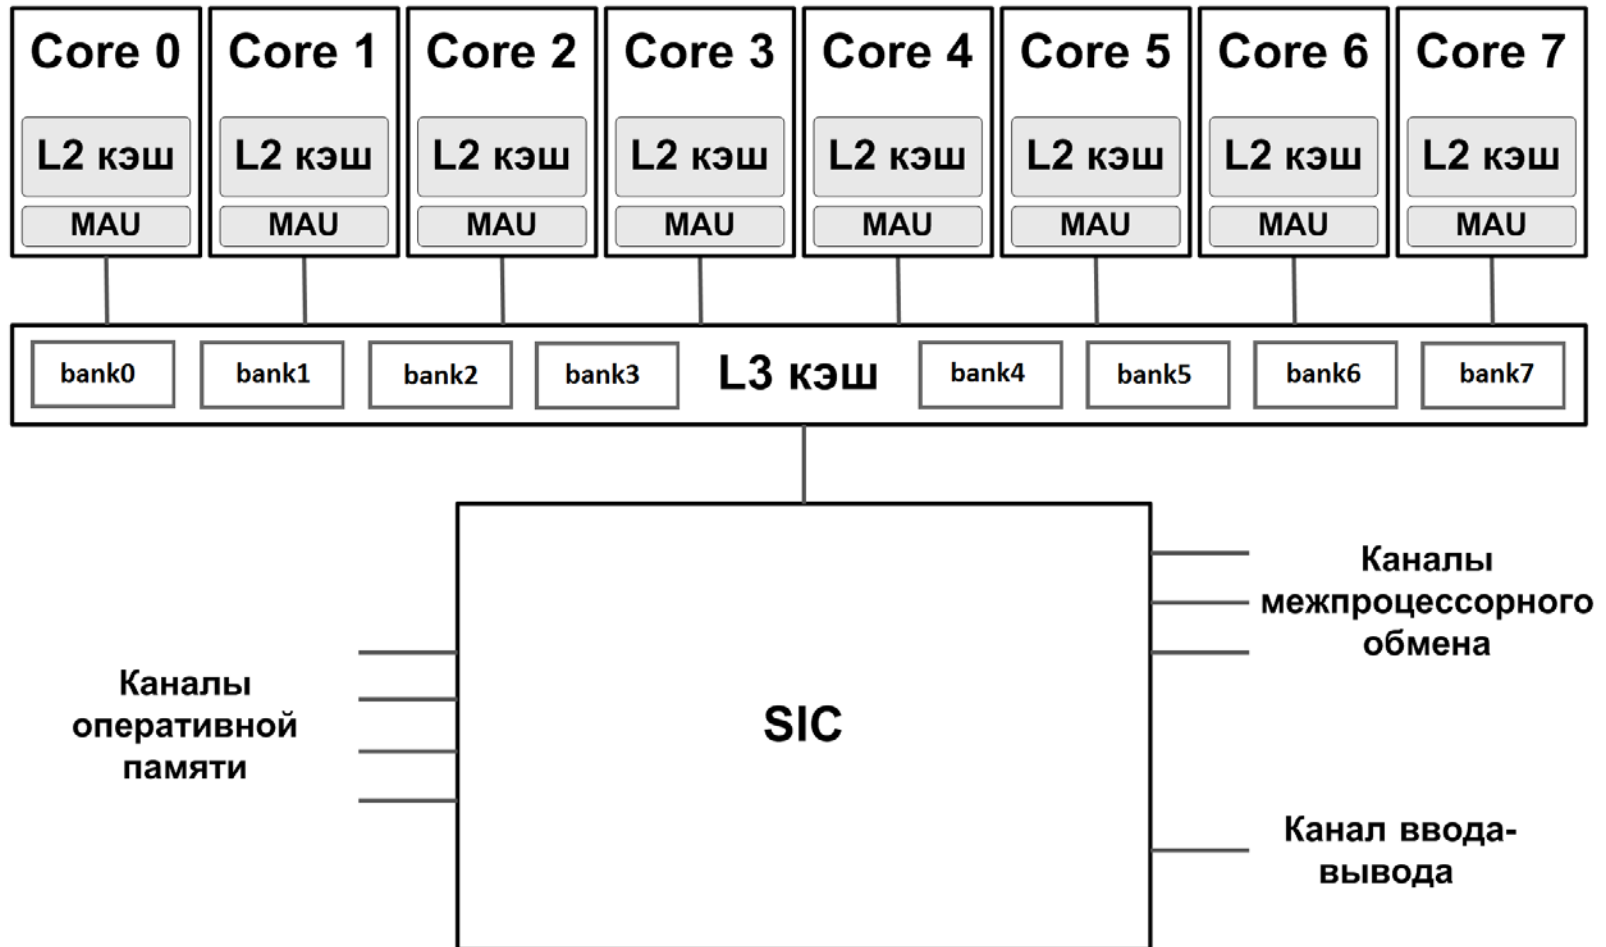 Core 0
Core 1
Core 2
Core 3
Core 4
Core 5
Core 6
Core 7
L2 кэш
L2 кэш
L2 кэш
L2 кэш
L2 кэш
L2 кэш
L2 кэш
L2 кэш
MAU
MAU
MAU
MAU
MAU
MAU
MAU
MAU
bank0
bank1
bank2
bank3
L3 кэш
bank4
bank5
bank6
bank7
Каналы
межпроцессорного
обмена
Каналы
оперативной
памяти
SIC
Канал ввода-
вывода